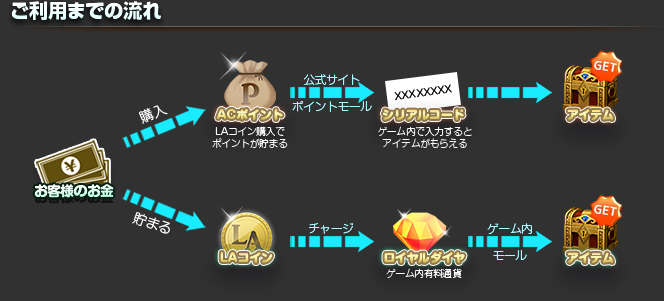 ご利用までの流れ
購入
P
ACポイント
LAコイン購入で
ポイントが貯まる
公式サイト
ポイントモール
XXXXXXXX
シリアルコード
ゲーム内で入力すると
アイテムがもらえる
GET
アイテム
¥
お客様のお金
貯まる
LA
LAコイン
チャージ
ロイヤルダイヤ
ゲーム内有料通貨
ゲーム内
モール
GET
アイテム